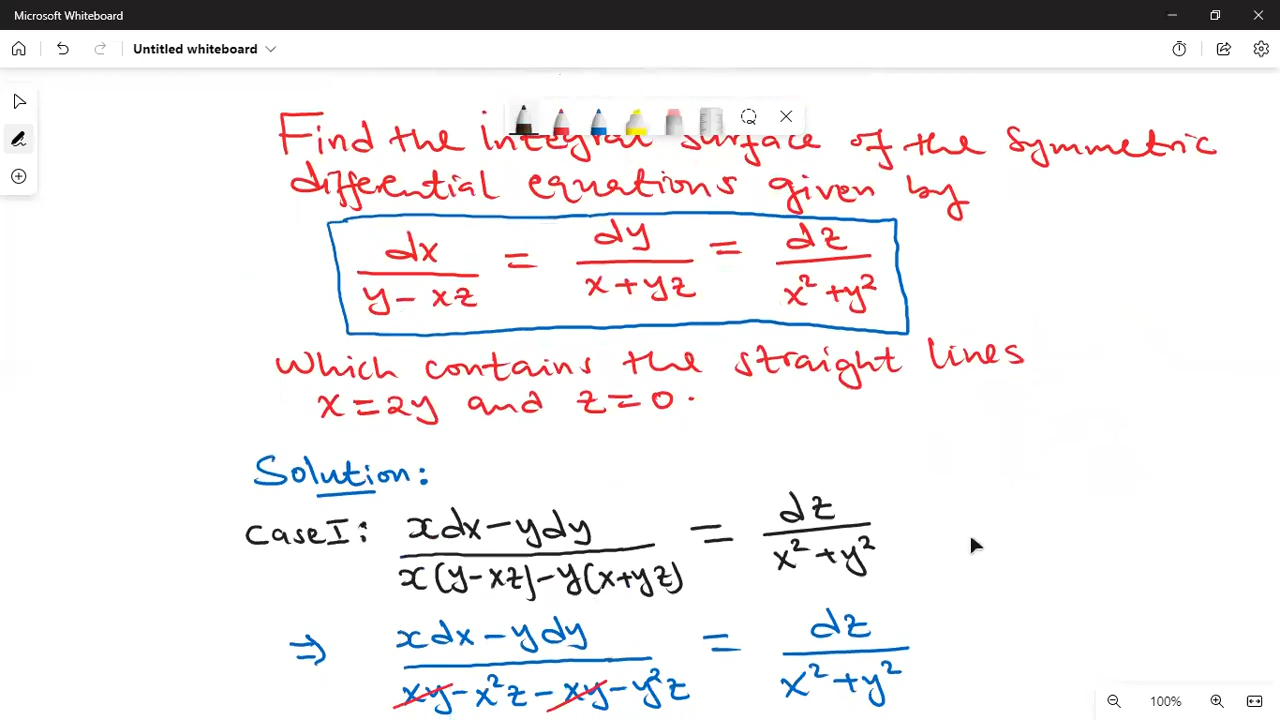 Microsoft Whiteboard
Untitled whiteboard
Find the integral surface of the symmetric
differential equations given by
dx/(y - xz) = dy/(x + yz) = dz/(x² + y²)
Which contains the straight lines
x = 2y and z = 0.
Solution:
Case I: (xdx - ydy)/(x(y - xz) - y(x + yz)) = dz/(x² + y²)
⇒ (xdx - ydy)/(xy - x²z - xy - y²z) = dz/(x² + y²)
100%